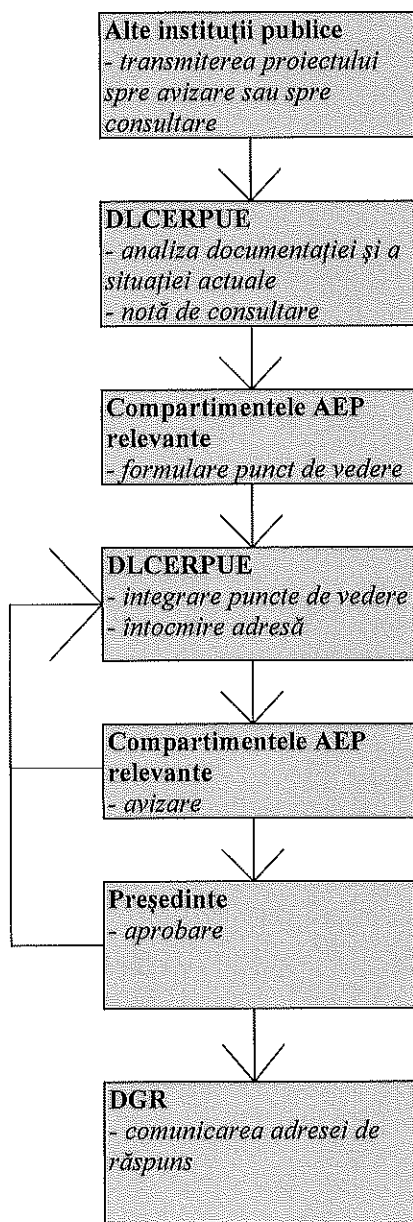 Alte instituții publice
- transmiterea proiectului
spre avizare sau spre
consultare
DLCERPUE
- analiza documentației și a
situației actuale
- notă de consultare
Compartimentele AEP
relevante
- formulare punct de vedere
DLCERPUE
- integrare puncte de vedere
- întocmire adresă
Compartimentele AEP
relevante
- avizare
Președinte
- aprobare
DGR
- comunicarea adresei de
răspuns